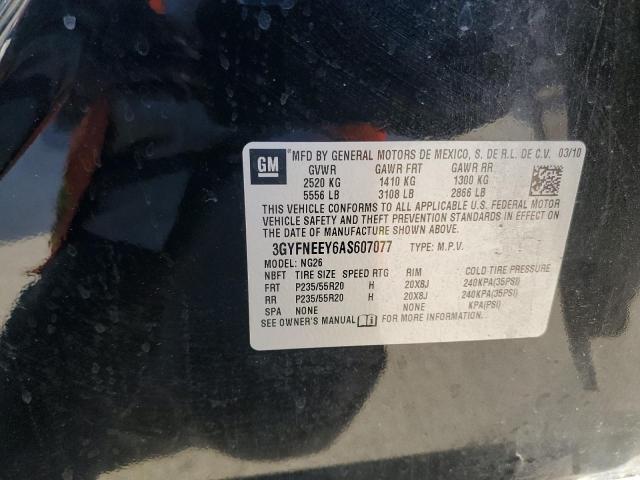 GM MFD BY GENERAL MOTORS DE MEXICO, S. DE R.L. DE C.V. 03/10
GVWR GAWR FRT GAWR RR
2520 KG 1410 KG 1300 KG
5556 LB 3108 LB 2866 LB
THIS VEHICLE CONFORMS TO ALL APPLICABLE U.S. FEDERAL MOTOR
VEHICLE SAFETY AND THEFT PREVENTION STANDARDS IN EFFECT ON
THE DATE OF MANUFACTURE SHOWN ABOVE.
3GYFNEEY6AS607077 TYPE: M.P.V.
MODEL: NG26
NBFT TIRE SIZE SPEED RTG RIM COLD TIRE PRESSURE
FRT P235/55R20 H 20X8J 240KPA(35PSI)
RR P235/55R20 H 20X8J 240KPA(35PSI)
SPA NONE NONE KPA(PSI)
SEE OWNER'S MANUAL FOR MORE INFORMATION.